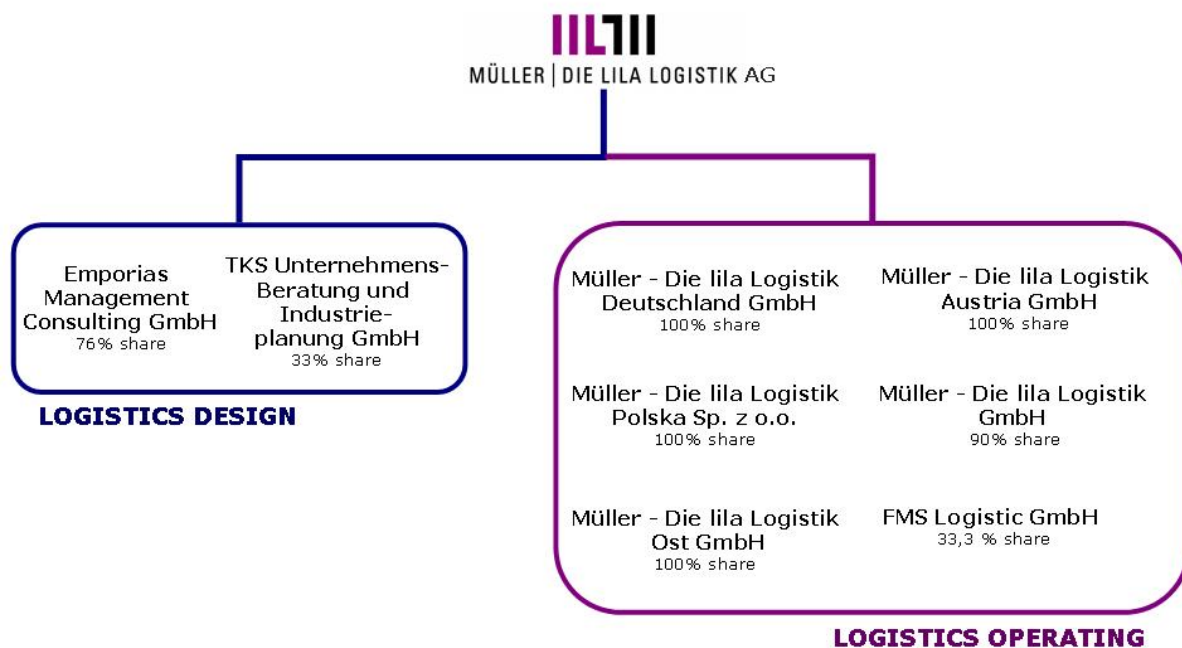 MÜLLER | DIE LILA LOGISTIK AG
Emporias
Management
Consulting GmbH
76% share
TKS Unternehmens-
Beratung und
Industrie-
planung GmbH
33% share
LOGISTICS DESIGN
Müller - Die lila Logistik
Deutschland GmbH
100% share
Müller - Die lila Logistik
Austria GmbH
100% share
Müller - Die lila Logistik
Polska Sp. z o.o.
100% share
Müller - Die lila Logistik
GmbH
90% share
Müller - Die lila Logistik
Ost GmbH
100% share
FMS Logistic GmbH
33,3 % share
LOGISTICS OPERATING